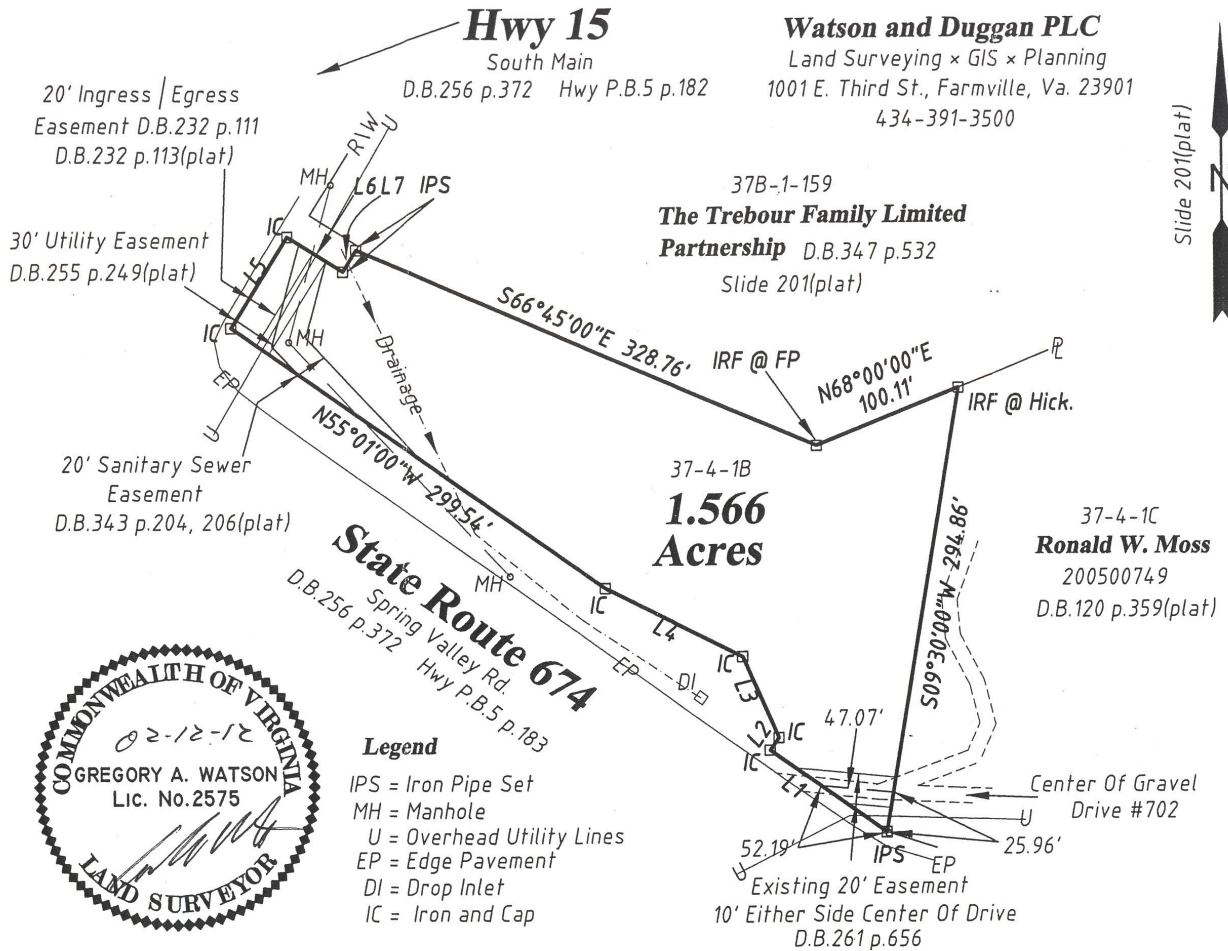 Hwy 15
South Main
D.B.256 p.372 Hwy P.B.5 p.182
Watson and Duggan PLC
Land Surveying × GIS × Planning
1001 E. Third St., Farmville, Va. 23901
434-391-3500
Slide 201(plat)
N
20' Ingress / Egress
Easement D.B.232 p.111
D.B.232 p.113(plat)
30' Utility Easement
D.B.255 p.249(plat)
R\W
U
MH
L6 L7 IPS
IC
L5
IC
MH
EP
U
Drainage
37B-1-159
The Trebour Family Limited
Partnership D.B.347 p.532
Slide 201(plat)
S66°45'00"E 328.76'
IRF @ FP
N68°00'00"E
100.11'
PL
IRF @ Hick.
N55°01'00"W 299.54'
20' Sanitary Sewer
Easement
D.B.343 p.204, 206(plat)
37-4-1B
1.566
Acres
S09°30'00"W 294.86'
37-4-1C
Ronald W. Moss
200500749
D.B.120 p.359(plat)
State Route 674
Spring Valley Rd.
D.B.256 p.372 Hwy P.B.5 p.183
MH
IC
L4
EP
DI
IC
L3
L2
IC
IC
L1
47.07'
Center Of Gravel
Drive #702
U
52.19'
25.96'
IPS
EP
U
Existing 20' Easement
10' Either Side Center Of Drive
D.B.261 p.656
COMMONWEALTH OF VIRGINIA
02-12-12
GREGORY A. WATSON
Lic. No.2575
LAND SURVEYOR
Legend
IPS = Iron Pipe Set
MH = Manhole
U = Overhead Utility Lines
EP = Edge Pavement
DI = Drop Inlet
IC = Iron and Cap